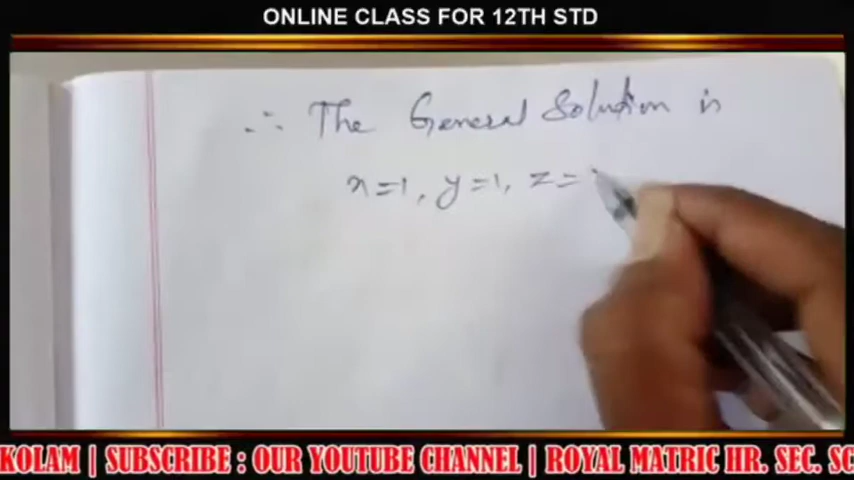 ONLINE CLASS FOR 12TH STD
∴ The General Solution is
x=1, y=1, z=
KOLAM | SUBSCRIBE : OUR YOUTUBE CHANNEL | ROYAL MATRIC HR. SEC. SC